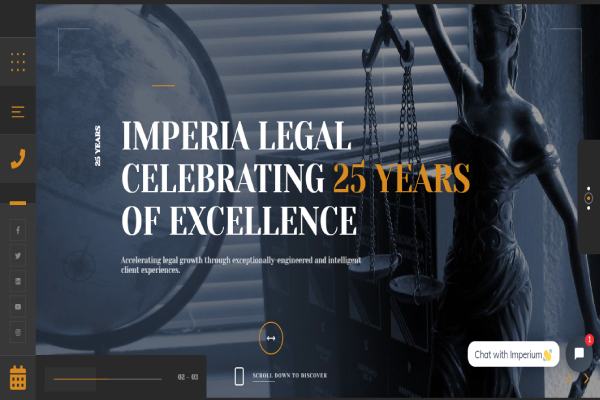 25 YEARS
IMPERIA LEGAL
CELEBRATING 25 YEARS
OF EXCELLENCE
Accelerating legal growth through exceptionally-engineered and intelligent
client experiences.
Chat with Imperium
1
02 - 03
SCROLL DOWN TO DISCOVER